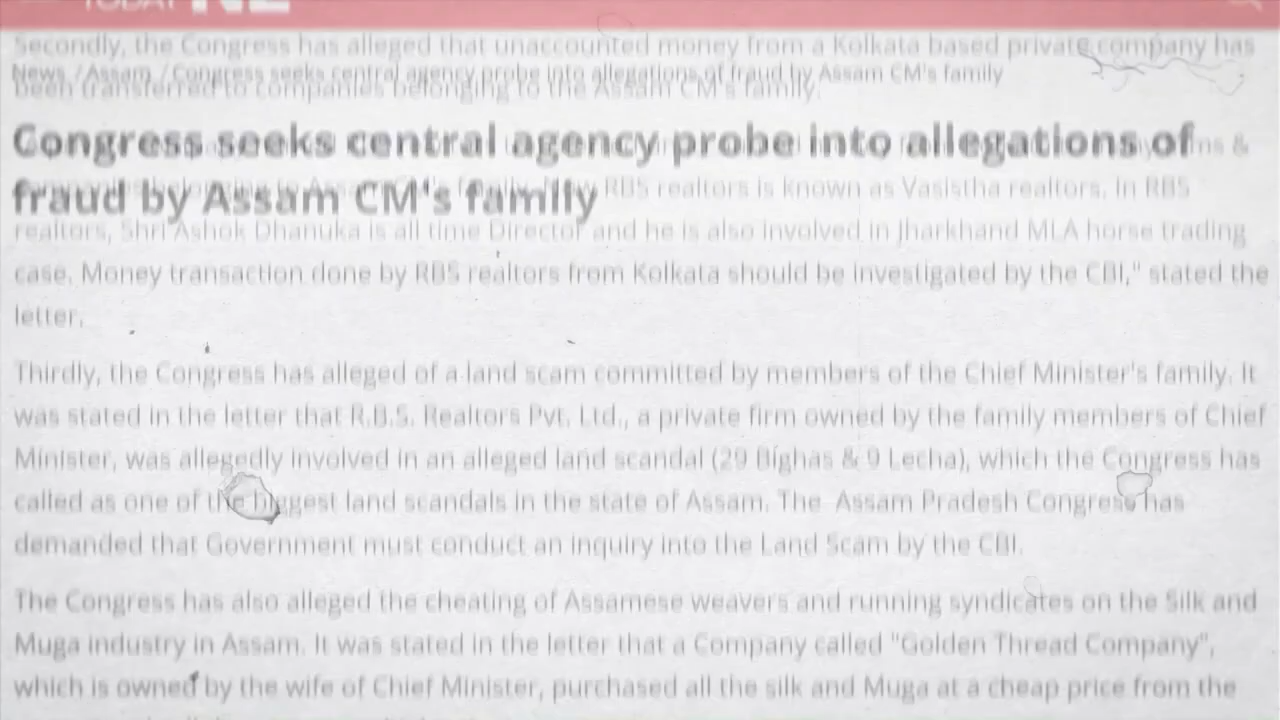 TODAY NE
Secondly, the Congress has alleged that unaccounted money from a Kolkata based private company has
News / Assam / Congress seeks central agency probe into allegations of fraud by Assam CM's family
been transferred to companies belonging to the Assam CM's family.
Congress seeks central agency probe into allegations of
fraud by Assam CM's family
RBS realtors is known as Vasistha realtors. In RBS
realtors, Shri Ashok Dhanuka is all time Director and he is also involved in Jharkhand MLA horse trading
case. Money transaction done by RBS realtors from Kolkata should be investigated by the CBI," stated the
letter.
Thirdly, the Congress has alleged of a land scam committed by members of the Chief Minister's family. It
was stated in the letter that R.B.S. Realtors Pvt. Ltd., a private firm owned by the family members of Chief
Minister, was allegedly involved in an alleged land scandal (29 Bighas & 9 Lecha), which the Congress has
called as one of the biggest land scandals in the state of Assam. The Assam Pradesh Congress has
demanded that Government must conduct an inquiry into the Land Scam by the CBI.
The Congress has also alleged the cheating of Assamese weavers and running syndicates on the Silk and
Muga industry in Assam. It was stated in the letter that a Company called "Golden Thread Company",
which is owned by the wife of Chief Minister, purchased all the silk and Muga at a cheap price from the